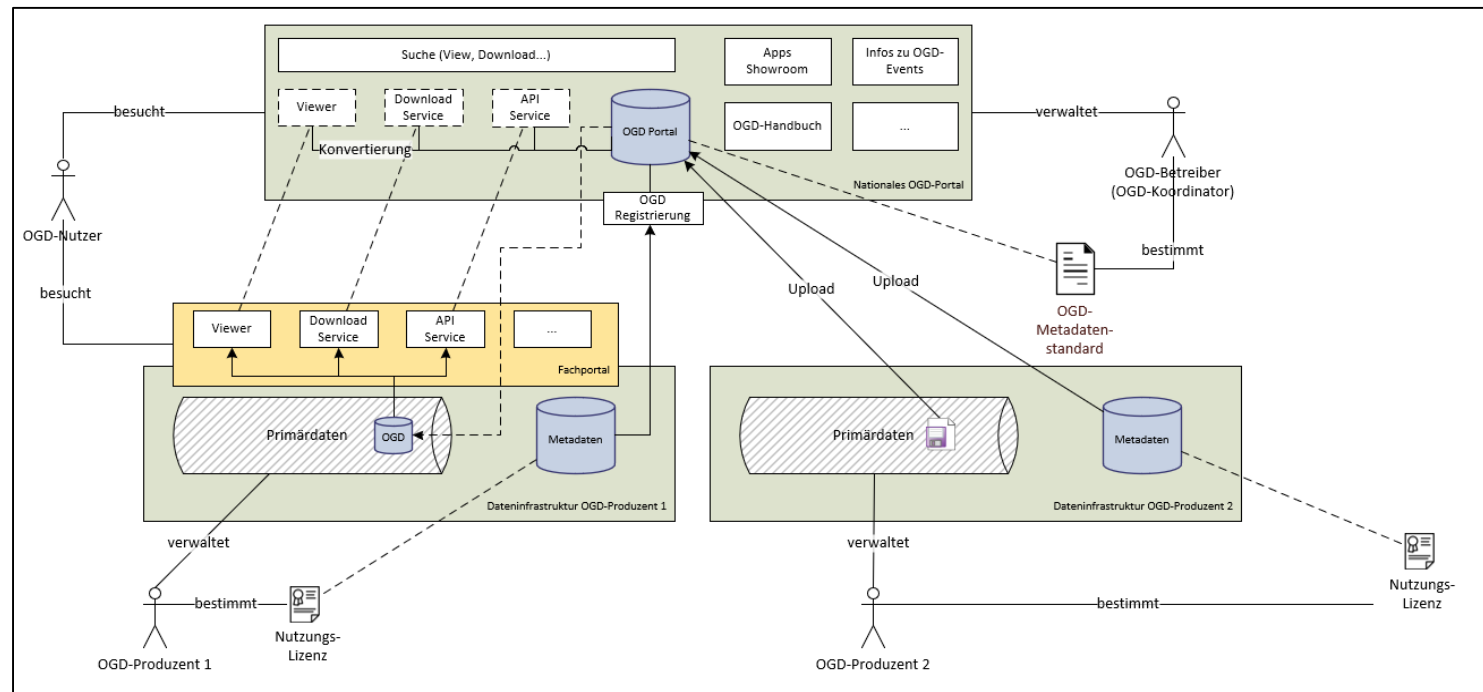 Suche (View, Download...)
Apps
Showroom
Infos zu OGD-
Events
besucht
Viewer
Download
Service
API
Service
OGD Portal
OGD-Handbuch
...
verwaltet
Konvertierung
Nationales OGD-Portal
OGD-Nutzer
OGD-Betreiber
(OGD-Koordinator)
OGD
Registrierung
bestimmt
besucht
Upload
Upload
OGD-
Metadaten-
standard
Viewer
Download
Service
API
Service
...
Fachportal
Primärdaten
OGD
Metadaten
Dateninfrastruktur OGD-Produzent 1
Primärdaten
Metadaten
Dateninfrastruktur OGD-Produzent 2
verwaltet
verwaltet
bestimmt
Nutzungs-
Lizenz
OGD-Produzent 1
bestimmt
Nutzungs-
Lizenz
OGD-Produzent 2